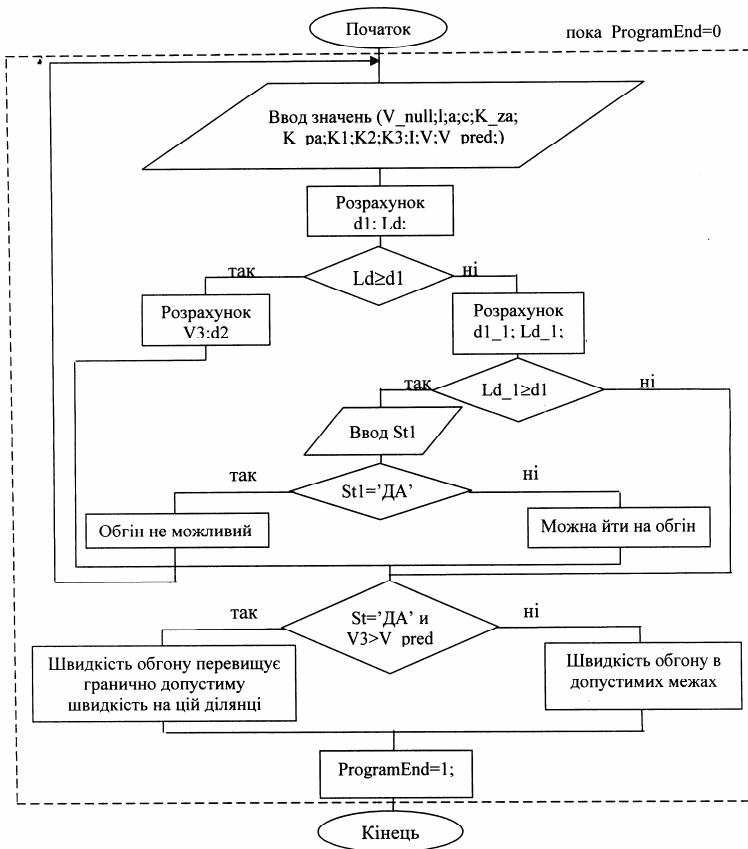 Початок
пока ProgramEnd=0
Ввод значень (V_null;l;a;c;K_za;
K_pa;K1;K2;K3;I;V;V_pred;)
Розрахунок
d1; Ld;
так
Ld≥d1
ні
Розрахунок
V3;d2
Розрахунок
d1_1; Ld_1;
так
Ld_1≥d1
ні
Ввод St1
так
St1=’ДА’
ні
Обгін не можливий
Можна йти на обгін
так
St=’ДА’ и
V3>V_pred
ні
Швидкість обгону перевищує
гранично допустиму
швидкість на цій ділянці
Швидкість обгону в
допустимих межах
ProgramEnd=1;
Кінець